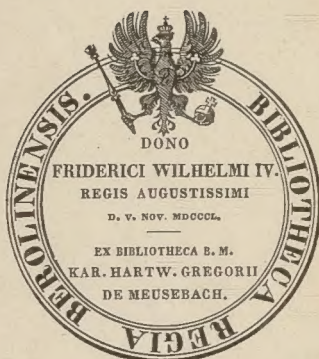 BIBLIOTHECA REGIA BEROLINENSIS.
DONO
FRIDERICI WILHELMI IV.
REGIS AUGUSTISSIMI
D. V. NOV. MDCCCL.
EX BIBLIOTHECA B. M.
KAR. HARTW. GREGORII
DE MEUSEBACH.